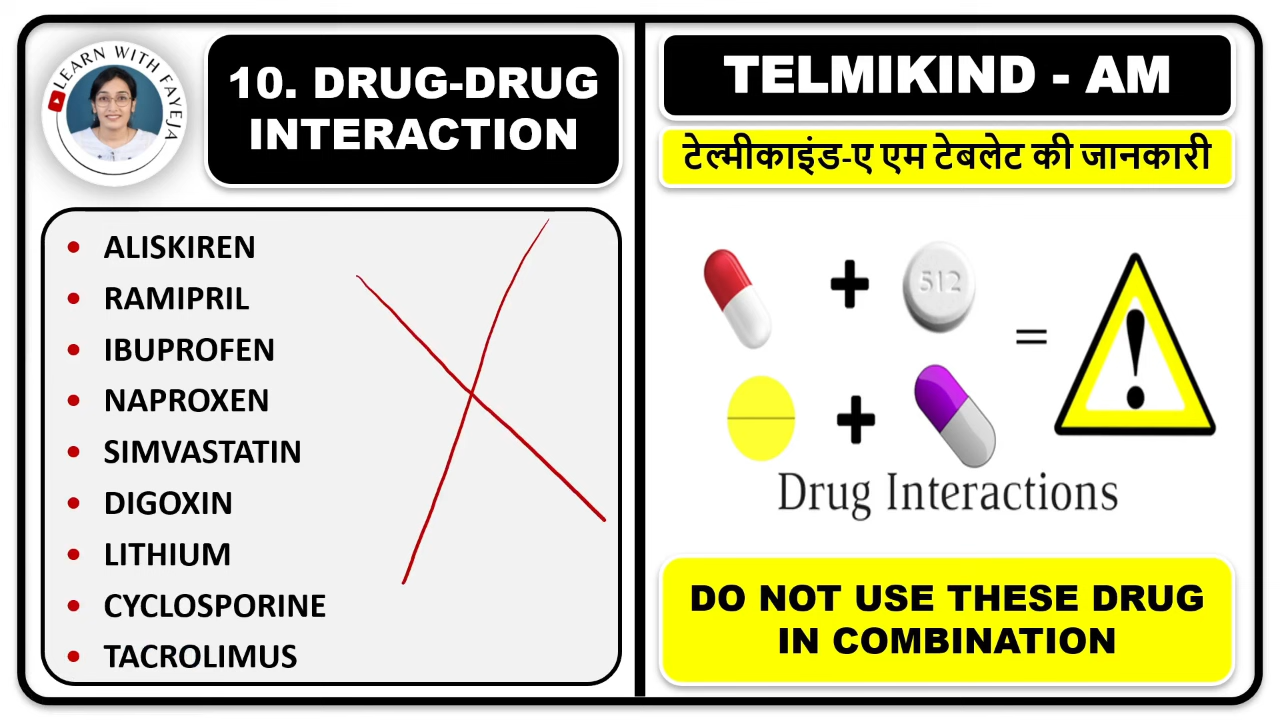 LEARN WITH FAYEJA
10. DRUG-DRUG
INTERACTION
• ALISKIREN
• RAMIPRIL
• IBUPROFEN
• NAPROXEN
• SIMVASTATIN
• DIGOXIN
• LITHIUM
• CYCLOSPORINE
• TACROLIMUS
TELMIKIND - AM
टेल्मीकाइंड-ए एम टेबलेट की जानकारी
+ 512
=
!
+
Drug Interactions
DO NOT USE THESE DRUG
IN COMBINATION